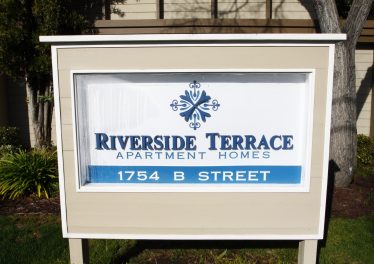 RIVERSIDE TERRACE
APARTMENT HOMES
1754 B STREET